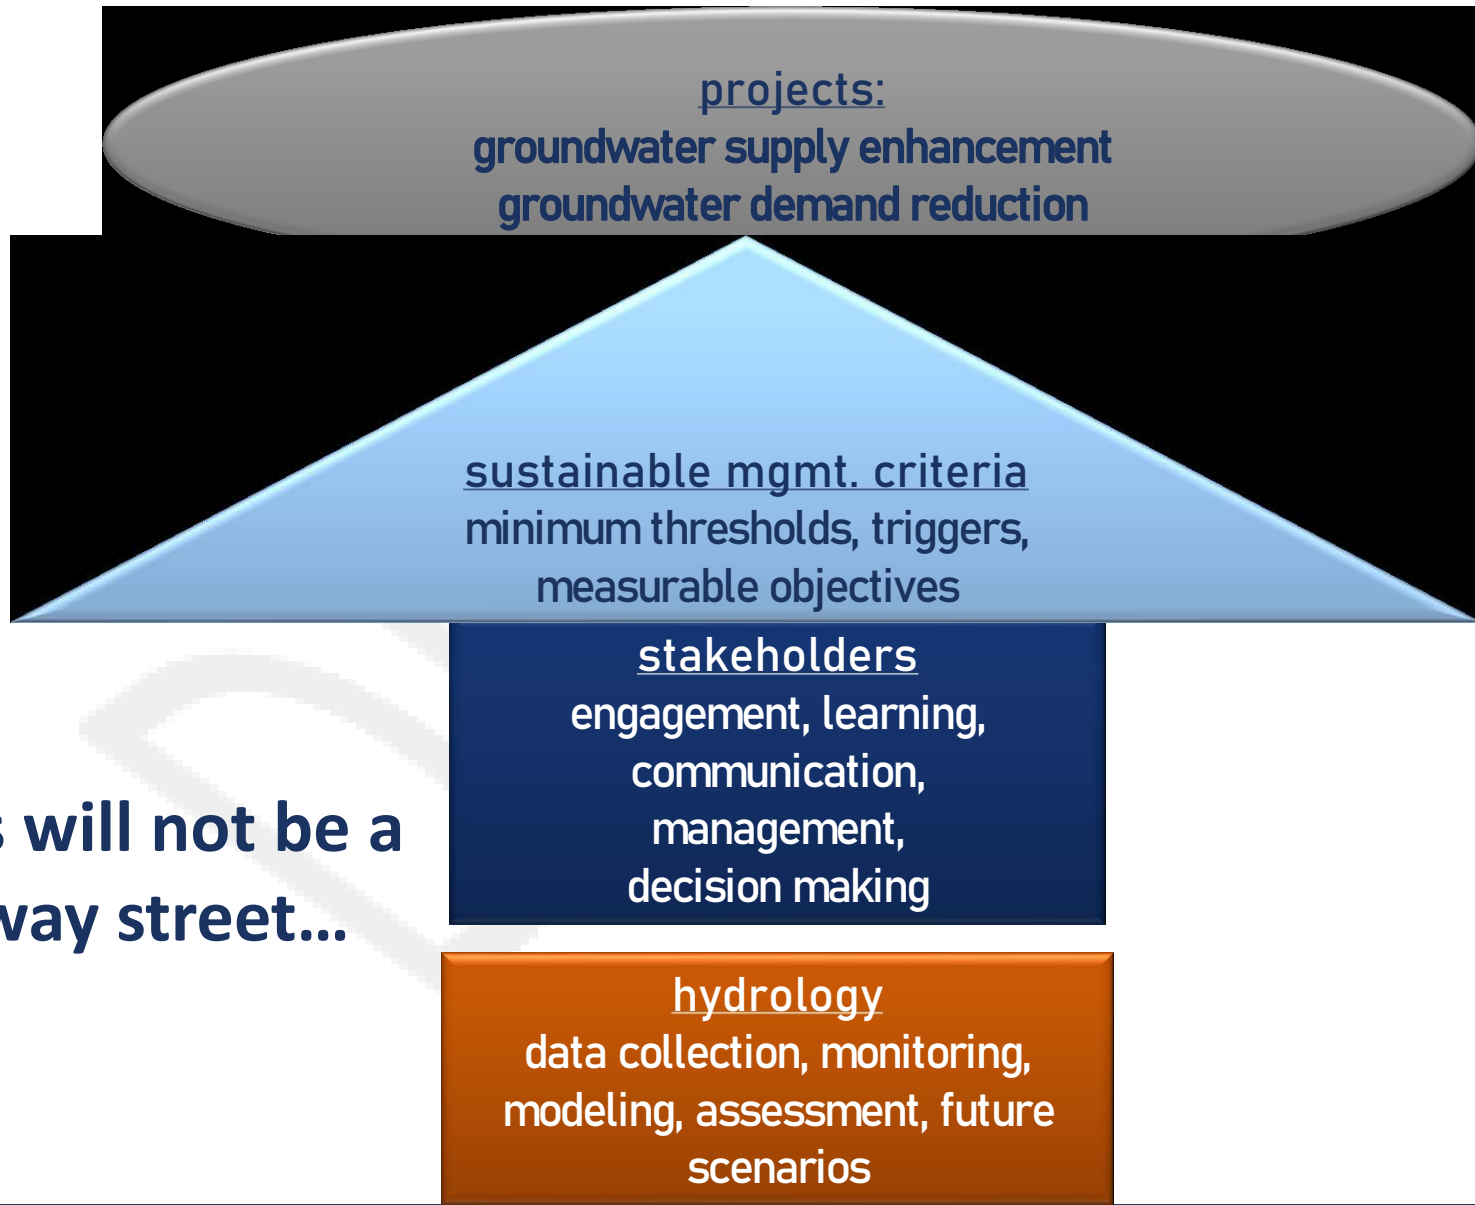 projects:
groundwater supply enhancement
groundwater demand reduction
sustainable mgmt. criteria
minimum thresholds, triggers,
measurable objectives
stakeholders
engagement, learning,
communication,
management,
decision making
will not be a
way street…
hydrology
data collection, monitoring,
modeling, assessment, future
scenarios